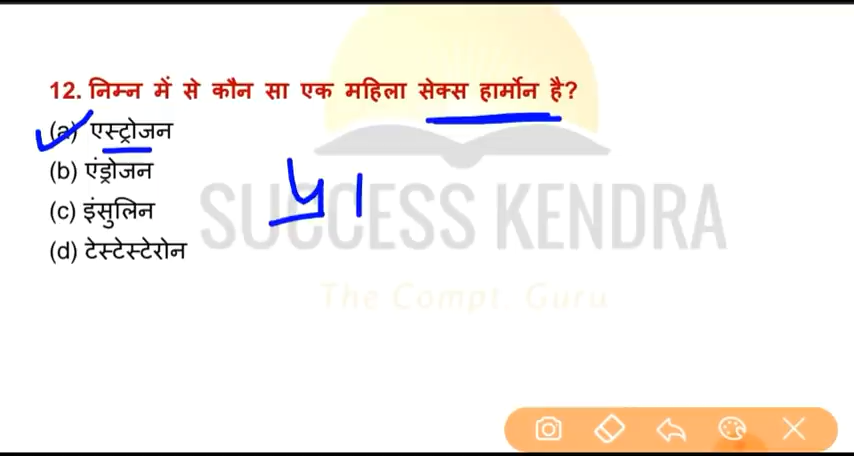 12. निम्न में से कौन सा एक महिला सेक्स हार्मोन है?
(a) एस्ट्रोजन
(b) एंड्रोजन
(c) इंसुलिन
(d) टेस्टेस्टेरोन
SUCCESS KENDRA
The Compt. Guru